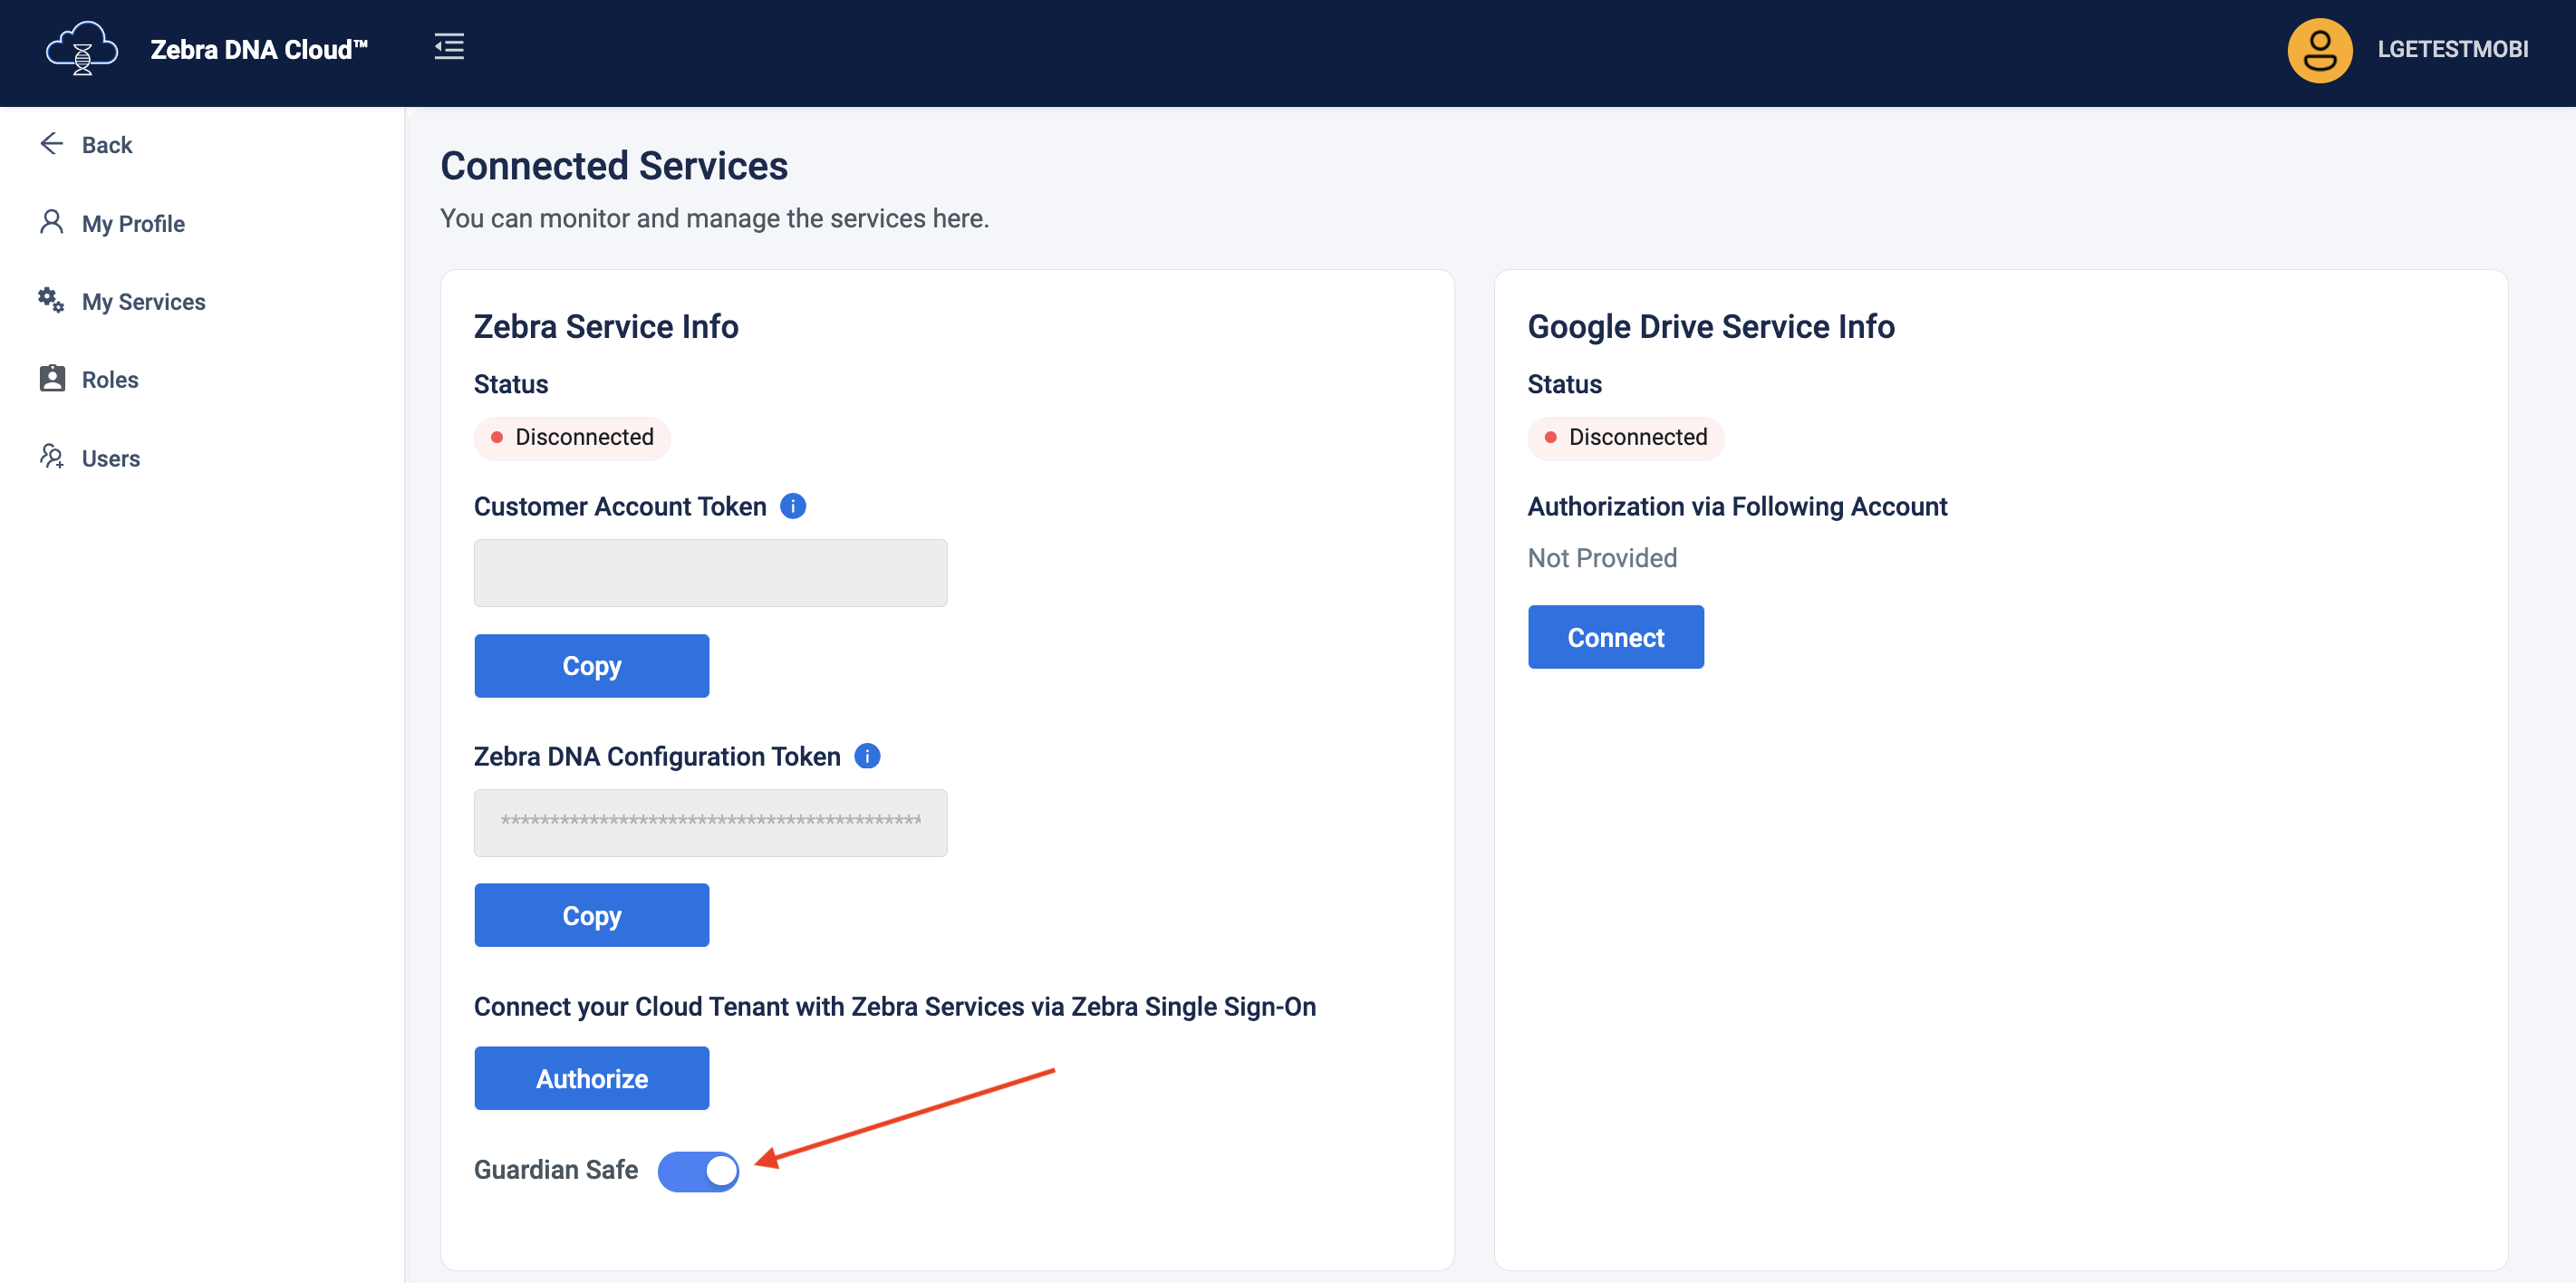 Zebra DNA Cloud™
LGETESTMOBI
Back
My Profile
My Services
Roles
Users
Connected Services
You can monitor and manage the services here.
Zebra Service Info
Status
Disconnected
Customer Account Token
Copy
Zebra DNA Configuration Token
*******************************************
Copy
Connect your Cloud Tenant with Zebra Services via Zebra Single Sign-On
Authorize
Guardian Safe
Google Drive Service Info
Status
Disconnected
Authorization via Following Account
Not Provided
Connect